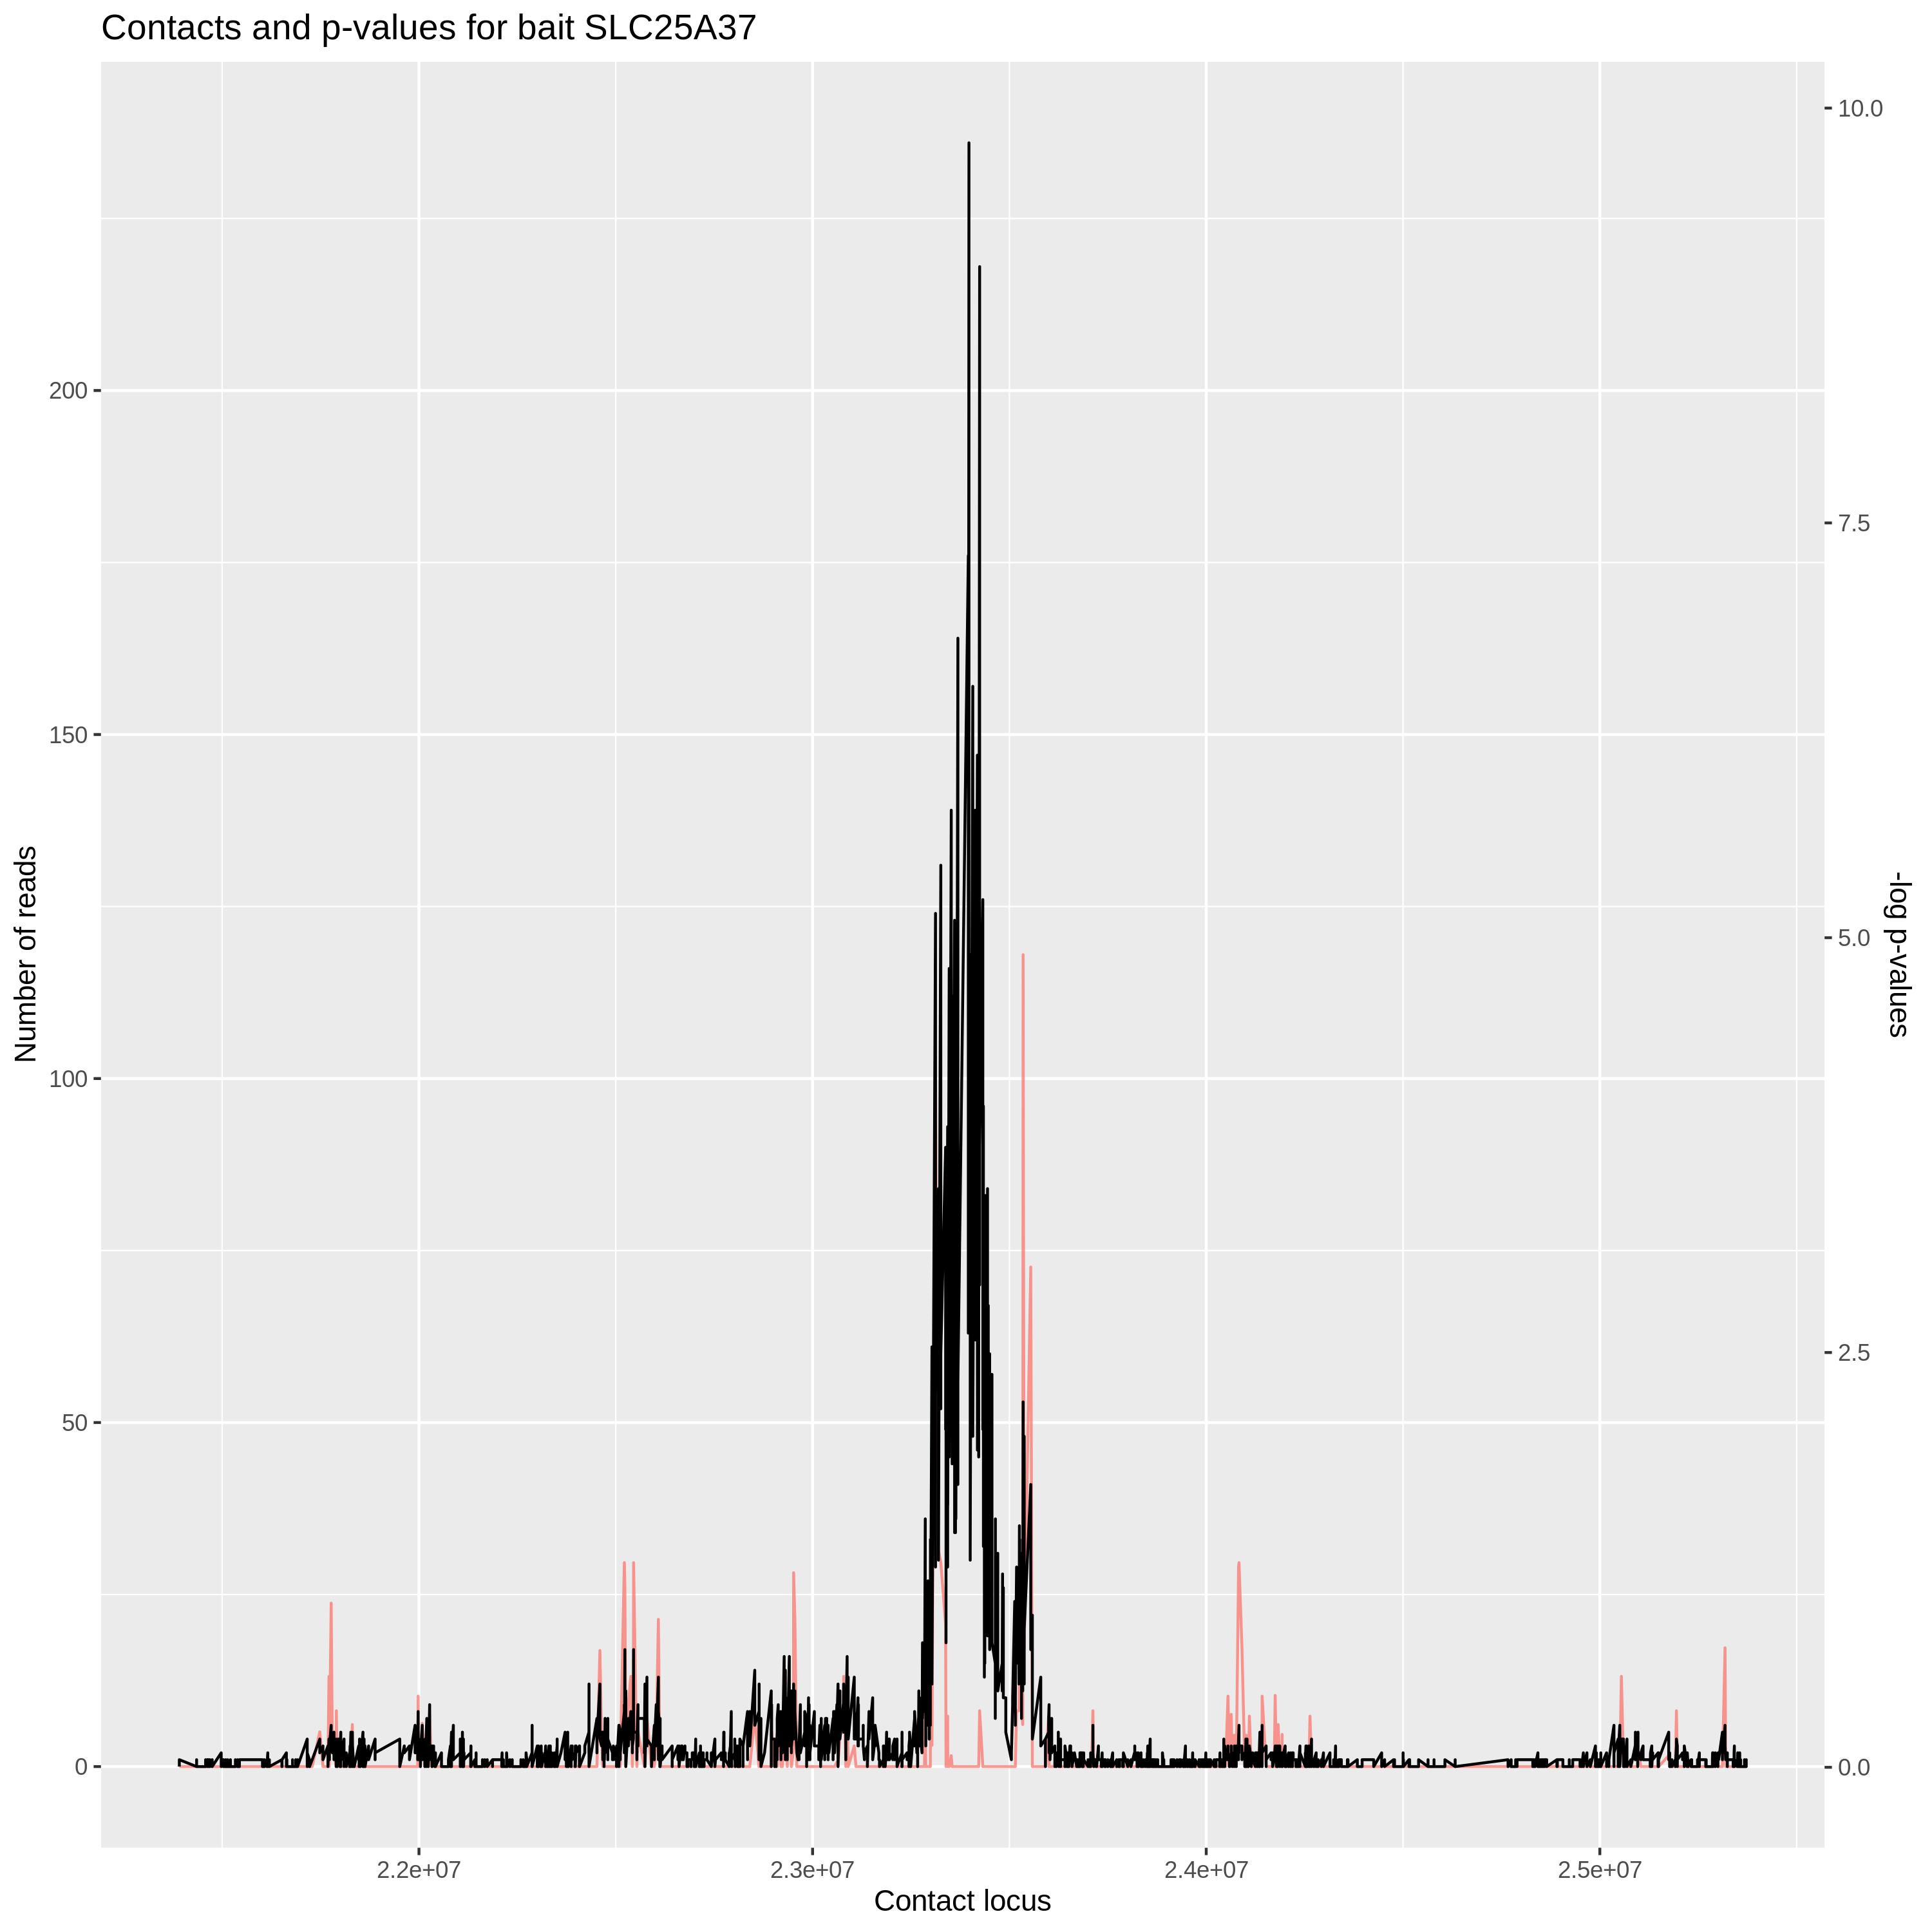 Contacts and p-values for bait SLC25A37
10.0
200
7.5
150
Number of reads
-log p-values
5.0
100
2.5
50
0
0.0
2.2e+07 2.3e+07 2.4e+07 2.5e+07
Contact locus